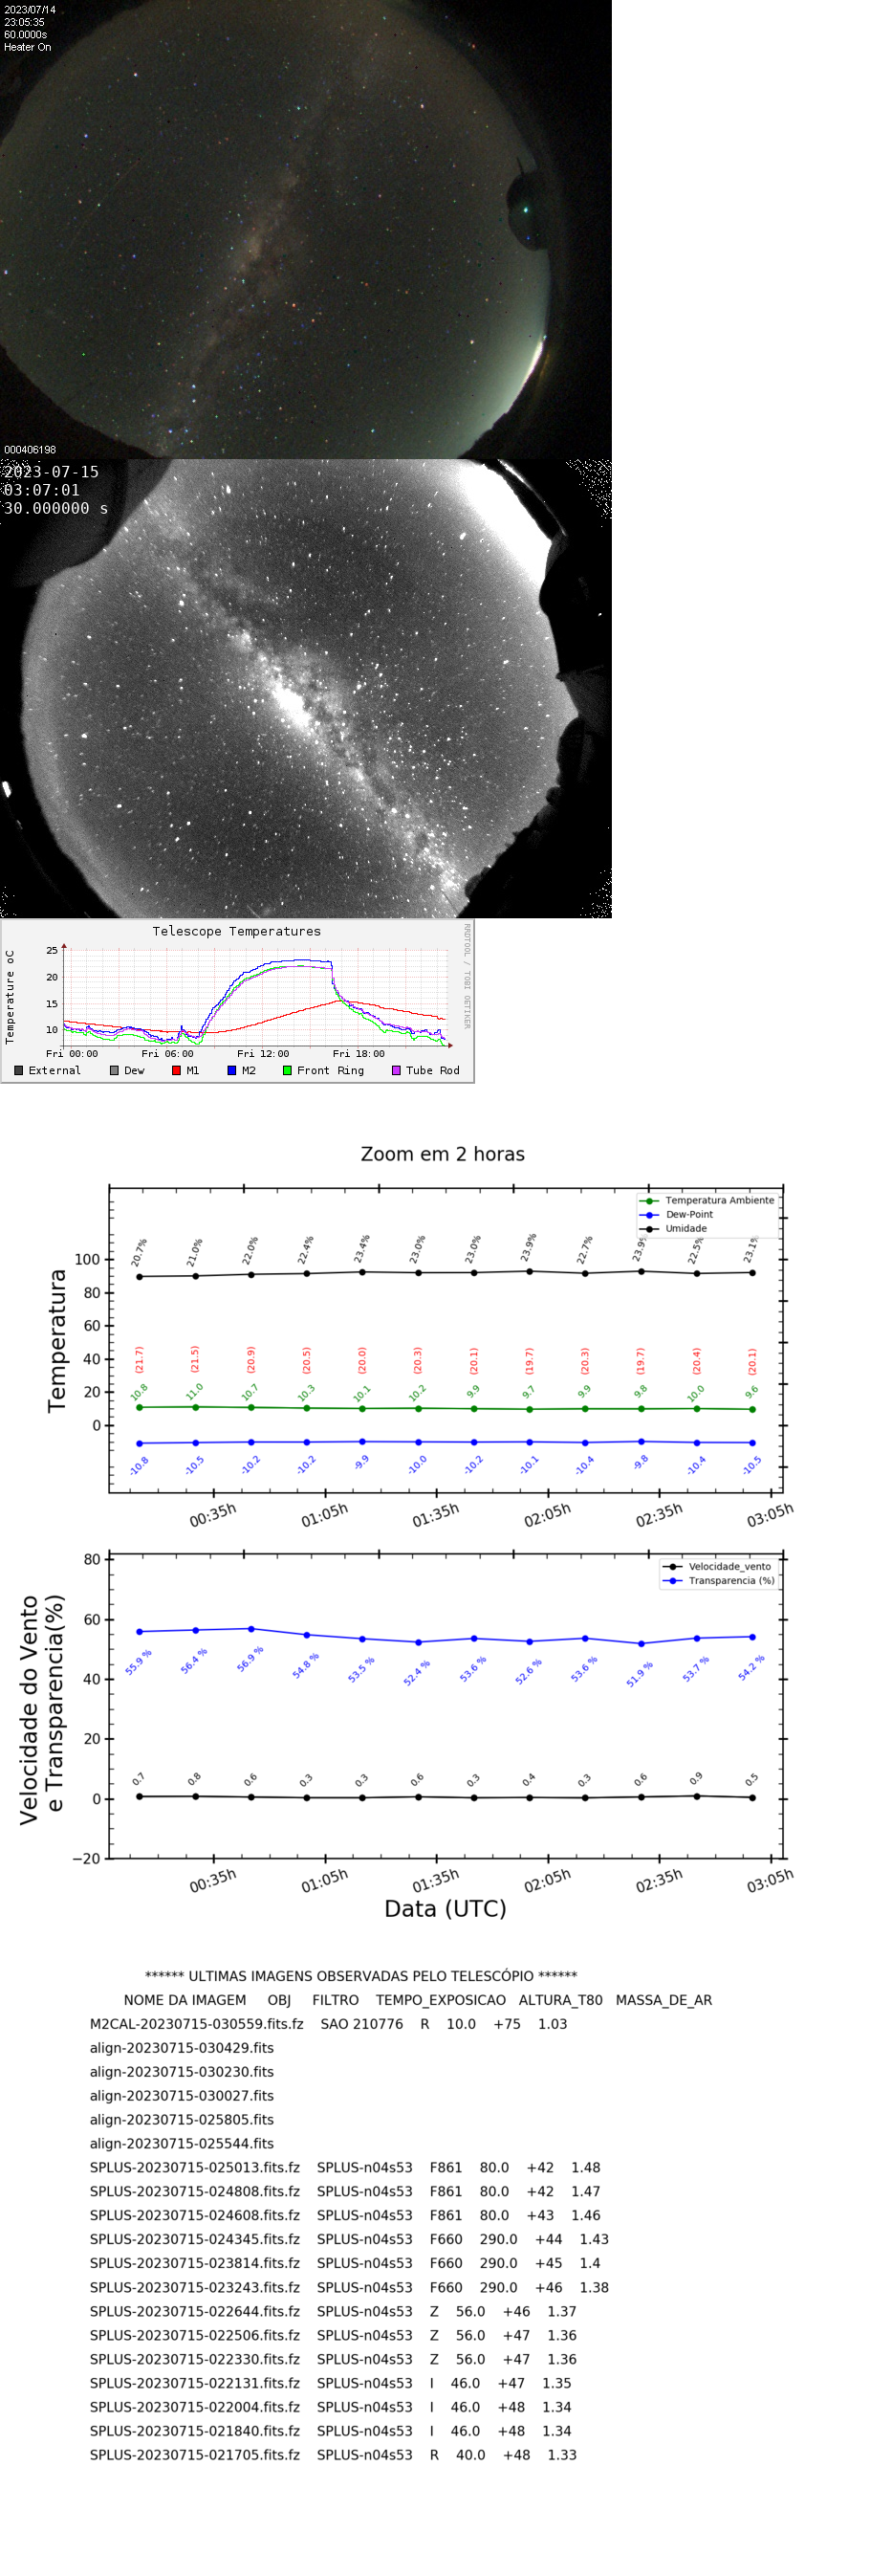 2023/07/14
23:05:35
60.0000s
Heater On
000406198
2023-07-15
03:07:01
30.000000 s
Telescope Temperatures
RRDTOOL / TOBI OETIKER
Temperature oC
25
20
15
10
Fri 00:00 Fri 06:00 Fri 12:00 Fri 18:00
External Dew M1 M2 Front Ring Tube Rod
Zoom em 2 horas
Temperatura Ambiente
Dew-Point
Umidade
Temperatura
100
80
60
40
20
0
20.7% 21.0% 22.0% 22.4% 23.4% 23.0% 23.0% 23.9% 22.7% 23.9% 22.5% 23.1%
(21.7) (21.5) (20.9) (20.5) (20.0) (20.3) (20.1) (19.7) (20.3) (19.7) (20.4) (20.1)
10.8 11.0 10.7 10.3 10.1 10.2 9.9 9.7 9.9 9.8 10.0 9.6
-10.8 -10.5 -10.2 -10.2 -9.9 -10.0 -10.2 -10.1 -10.4 -9.8 -10.4 -10.5
00:35h 01:05h 01:35h 02:05h 02:35h 03:05h
Velocidade_vento
Transparencia (%)
Velocidade do Vento
e Transparencia(%)
80
60
40
20
0
−20
55.9 % 56.4 % 56.9 % 54.8 % 53.5 % 52.4 % 53.6 % 52.6 % 53.6 % 51.9 % 53.7 % 54.2 %
0.7 0.8 0.6 0.3 0.3 0.6 0.3 0.4 0.3 0.6 0.9 0.5
00:35h 01:05h 01:35h 02:05h 02:35h 03:05h
Data (UTC)
****** ULTIMAS IMAGENS OBSERVADAS PELO TELESCÓPIO ******
NOME DA IMAGEM OBJ FILTRO TEMPO_EXPOSICAO ALTURA_T80 MASSA_DE_AR
M2CAL-20230715-030559.fits.fz SAO 210776 R 10.0 +75 1.03
align-20230715-030429.fits
align-20230715-030230.fits
align-20230715-030027.fits
align-20230715-025805.fits
align-20230715-025544.fits
SPLUS-20230715-025013.fits.fz SPLUS-n04s53 F861 80.0 +42 1.48
SPLUS-20230715-024808.fits.fz SPLUS-n04s53 F861 80.0 +42 1.47
SPLUS-20230715-024608.fits.fz SPLUS-n04s53 F861 80.0 +43 1.46
SPLUS-20230715-024345.fits.fz SPLUS-n04s53 F660 290.0 +44 1.43
SPLUS-20230715-023814.fits.fz SPLUS-n04s53 F660 290.0 +45 1.4
SPLUS-20230715-023243.fits.fz SPLUS-n04s53 F660 290.0 +46 1.38
SPLUS-20230715-022644.fits.fz SPLUS-n04s53 Z 56.0 +46 1.37
SPLUS-20230715-022506.fits.fz SPLUS-n04s53 Z 56.0 +47 1.36
SPLUS-20230715-022330.fits.fz SPLUS-n04s53 Z 56.0 +47 1.36
SPLUS-20230715-022131.fits.fz SPLUS-n04s53 I 46.0 +47 1.35
SPLUS-20230715-022004.fits.fz SPLUS-n04s53 I 46.0 +48 1.34
SPLUS-20230715-021840.fits.fz SPLUS-n04s53 I 46.0 +48 1.34
SPLUS-20230715-021705.fits.fz SPLUS-n04s53 R 40.0 +48 1.33